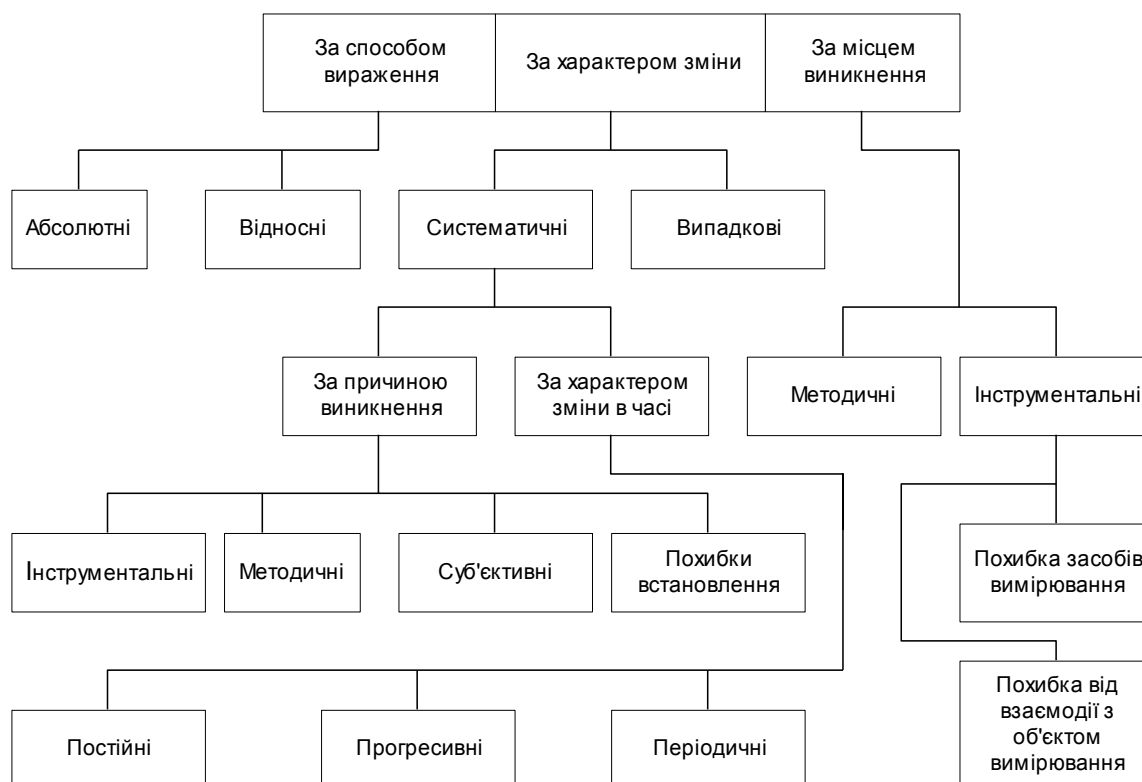 За способом
вираження
За характером зміни
За місцем
виникнення
Абсолютні
Відносні
Систематичні
Випадкові
За причиною
виникнення
За характером
зміни в часі
Методичні
Інструментальні
Інструментальні
Методичні
Суб'єктивні
Похибки
встановлення
Похибка засобів
вимірювання
Постійні
Прогресивні
Періодичні
Похибка від
взаємодії з
об'єктом
вимірювання